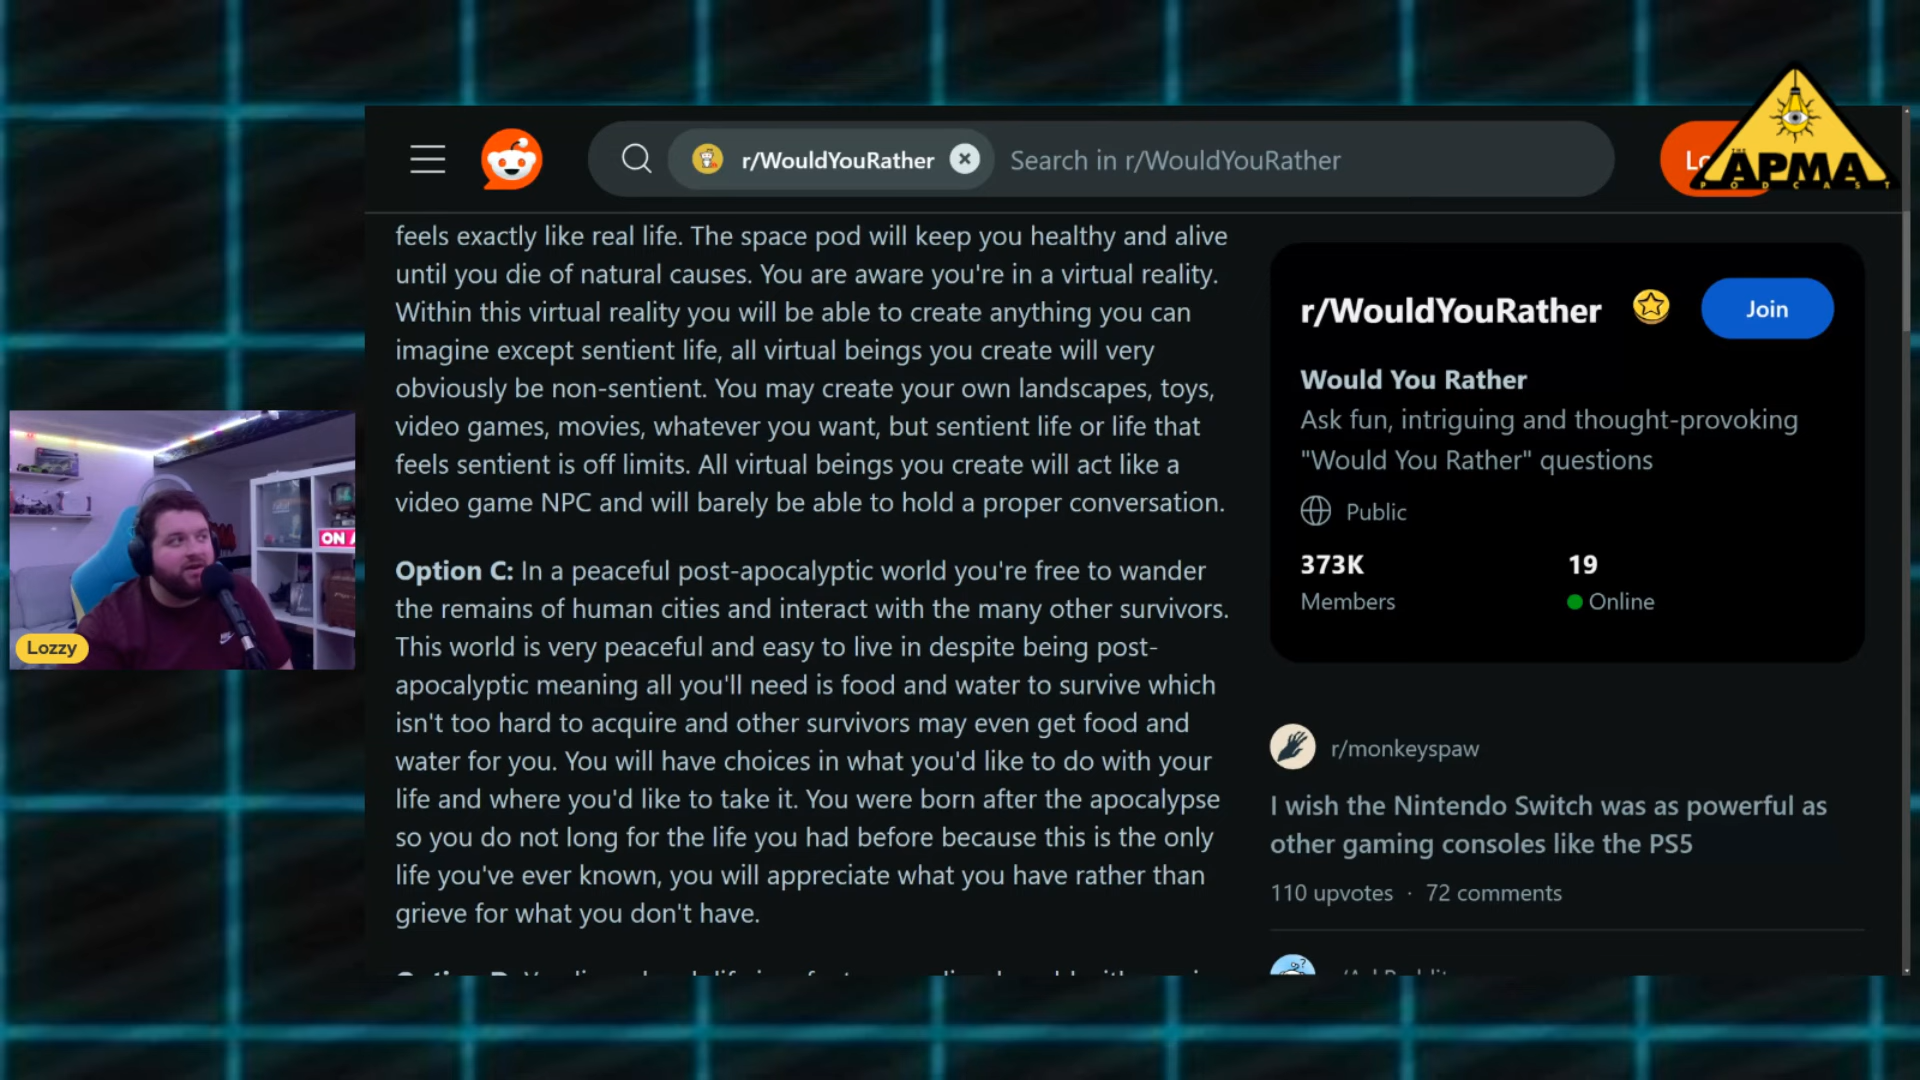 r/WouldYouRather
Search in r/WouldYouRather
THE
APMA
PODCAST
feels exactly like real life. The space pod will keep you healthy and alive
until you die of natural causes. You are aware you're in a virtual reality.
Within this virtual reality you will be able to create anything you can
imagine except sentient life, all virtual beings you create will very
obviously be non-sentient. You may create your own landscapes, toys,
video games, movies, whatever you want, but sentient life or life that
feels sentient is off limits. All virtual beings you create will act like a
video game NPC and will barely be able to hold a proper conversation.
Option C: In a peaceful post-apocalyptic world you're free to wander
the remains of human cities and interact with the many other survivors.
This world is very peaceful and easy to live in despite being post-
apocalyptic meaning all you'll need is food and water to survive which
isn't too hard to acquire and other survivors may even get food and
water for you. You will have choices in what you'd like to do with your
life and where you'd like to take it. You were born after the apocalypse
so you do not long for the life you had before because this is the only
life you've ever known, you will appreciate what you have rather than
grieve for what you don't have.
r/WouldYouRather
Join
Would You Rather
Ask fun, intriguing and thought-provoking
"Would You Rather" questions
Public
373K
19
Members
Online
r/monkeyspaw
I wish the Nintendo Switch was as powerful as
other gaming consoles like the PS5
110 upvotes · 72 comments
ON
Lozzy